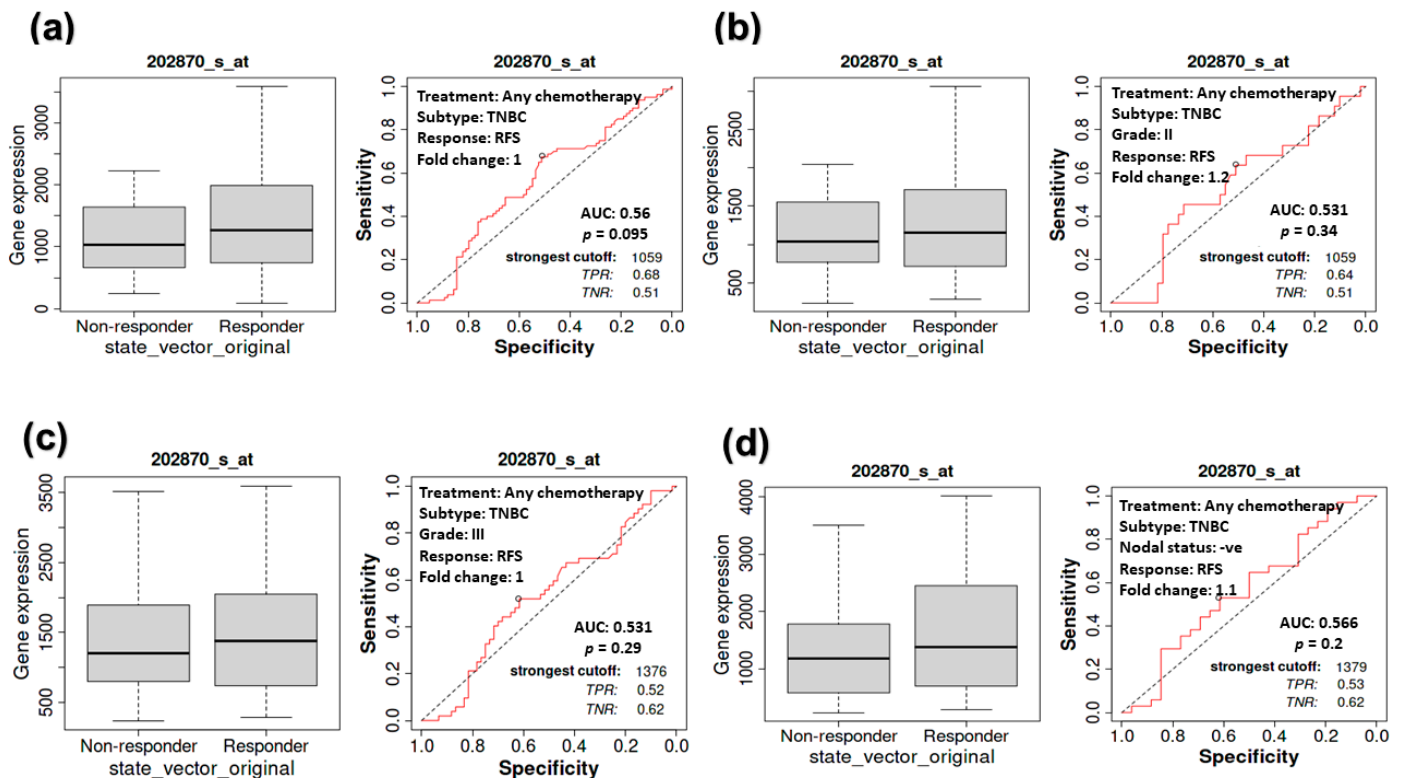 (a)
202870_s_at
Gene expression
0 1000 2000 3000
Non-responder Responder
state_vector_original
202870_s_at
Treatment: Any chemotherapy
Subtype: TNBC
Response: RFS
Fold change: 1
AUC: 0.56
p = 0.095
strongest cutoff: 1059
TPR: 0.68
TNR: 0.51
Sensitivity
0.0 0.2 0.4 0.6 0.8 1.0
1.0 0.8 0.6 0.4 0.2 0.0
Specificity
(b)
202870_s_at
Gene expression
500 1500 2500
Non-responder Responder
state_vector_original
202870_s_at
Treatment: Any chemotherapy
Subtype: TNBC
Grade: II
Response: RFS
Fold change: 1.2
AUC: 0.531
p = 0.34
strongest cutoff: 1059
TPR: 0.64
TNR: 0.51
Sensitivity
0.0 0.2 0.4 0.6 0.8 1.0
1.0 0.8 0.6 0.4 0.2 0.0
Specificity
(c)
202870_s_at
Gene expression
500 1500 2500 3500
Non-responder Responder
state_vector_original
202870_s_at
Treatment: Any chemotherapy
Subtype: TNBC
Grade: III
Response: RFS
Fold change: 1
AUC: 0.531
p = 0.29
strongest cutoff: 1376
TPR: 0.52
TNR: 0.62
Sensitivity
0.0 0.2 0.4 0.6 0.8 1.0
1.0 0.8 0.6 0.4 0.2 0.0
Specificity
(d)
202870_s_at
Gene expression
1000 2000 3000 4000
Non-responder Responder
state_vector_original
202870_s_at
Treatment: Any chemotherapy
Subtype: TNBC
Nodal status: -ve
Response: RFS
Fold change: 1.1
AUC: 0.566
p = 0.2
strongest cutoff: 1379
TPR: 0.53
TNR: 0.62
Sensitivity
0.0 0.2 0.4 0.6 0.8 1.0
1.0 0.8 0.6 0.4 0.2 0.0
Specificity